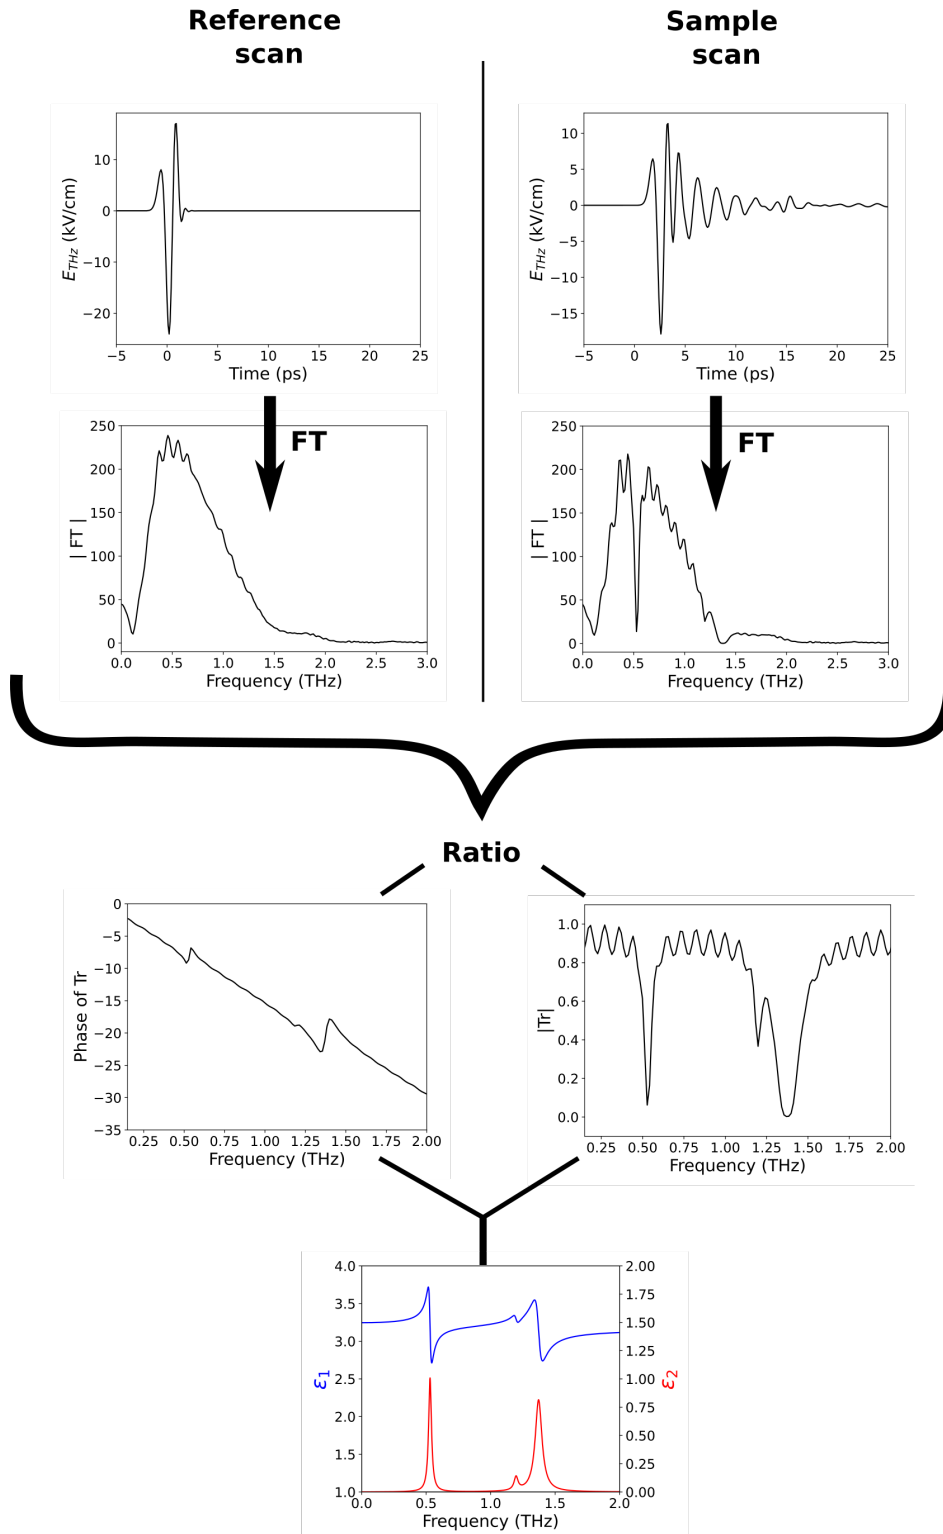 Reference
scan
Sample
scan
10
0
−10
−20
E_THz (kV/cm)
−5 0 5 10 15 20 25
Time (ps)
10
5
0
−5
−10
−15
E_THz (kV/cm)
−5 0 5 10 15 20 25
Time (ps)
FT
FT
250
200
150
100
50
0
| FT |
0.0 0.5 1.0 1.5 2.0 2.5 3.0
Frequency (THz)
250
200
150
100
50
0
| FT |
0.0 0.5 1.0 1.5 2.0 2.5 3.0
Frequency (THz)
Ratio
0
−5
−10
−15
−20
−25
−30
−35
Phase of Tr
0.25 0.50 0.75 1.00 1.25 1.50 1.75 2.00
Frequency (THz)
1.0
0.8
0.6
0.4
0.2
0.0
|Tr|
0.25 0.50 0.75 1.00 1.25 1.50 1.75 2.00
Frequency (THz)
4.0
3.5
3.0
2.5
2.0
1.5
1.0
ε1
2.00
1.75
1.50
1.25
1.00
0.75
0.50
0.25
0.00
ε2
0.0 0.5 1.0 1.5 2.0
Frequency (THz)